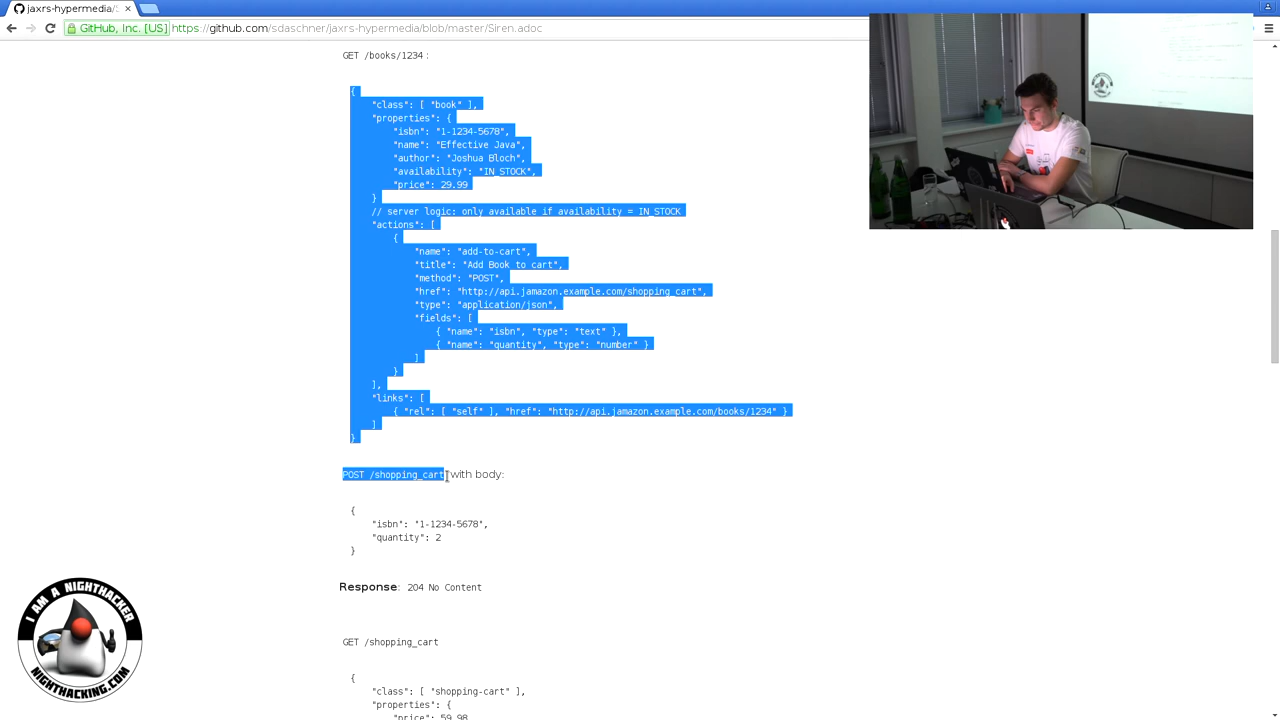 jaxrs-hypermedia/S
GitHub, Inc. [US] https://github.com/sdaschner/jaxrs-hypermedia/blob/master/Siren.adoc
GET /books/1234 :
{
"class": [ "book" ],
"properties": {
"isbn": "1-1234-5678",
"name": "Effective Java",
"author": "Joshua Bloch",
"availability": "IN_STOCK",
"price": 29.99
}
// server logic: only available if availability = IN_STOCK
"actions": [
{
"name": "add-to-cart",
"title": "Add Book to cart",
"method": "POST",
"href": "http://api.jamazon.example.com/shopping_cart",
"type": "application/json",
"fields": [
{ "name": "isbn", "type": "text" },
{ "name": "quantity", "type": "number" }
]
}
],
"links": [
{ "rel": [ "self" ], "href": "http://api.jamazon.example.com/books/1234" }
]
}
POST /shopping_cart with body:
{
"isbn": "1-1234-5678",
"quantity": 2
}
Response: 204 No Content
GET /shopping_cart
{
"class": [ "shopping-cart" ],
"properties": {
"price": 59.98,
I AM A NIGHTHACKER
NIGHTHACKING.COM